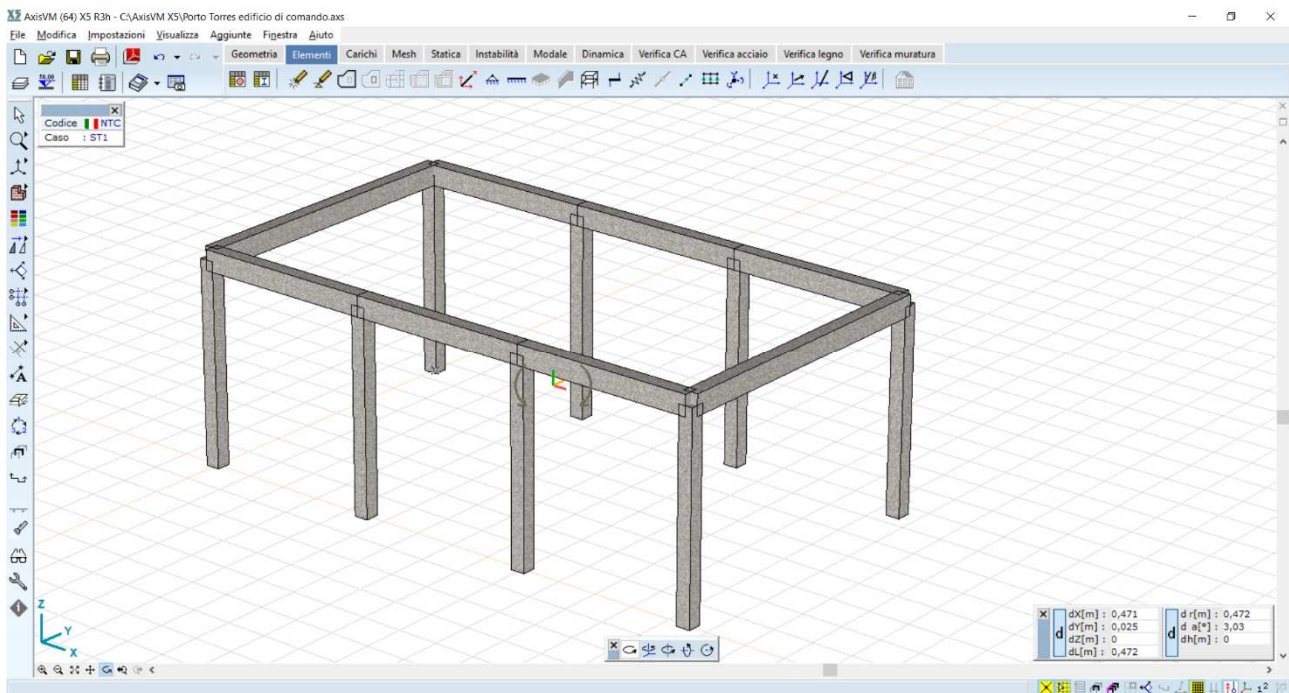 AxisVM (64) X5 R3h - C:\AxisVM X5\Porto Torres edificio di comando.axs
File Modifica Impostazioni Visualizza Aggiunte Finestra Aiuto
Geometria Elementi Carichi Mesh Statica Instabilità Modale Dinamica Verifica CA Verifica acciaio Verifica legno Verifica muratura
Codice NTC
Caso : ST1
Z
Y
X
dX[m] : 0,471
dY[m] : 0,025
dZ[m] : 0
dL[m] : 0,472
d
d r[m] : 0,472
d a[°] : 3,03
dh[m] : 0
d